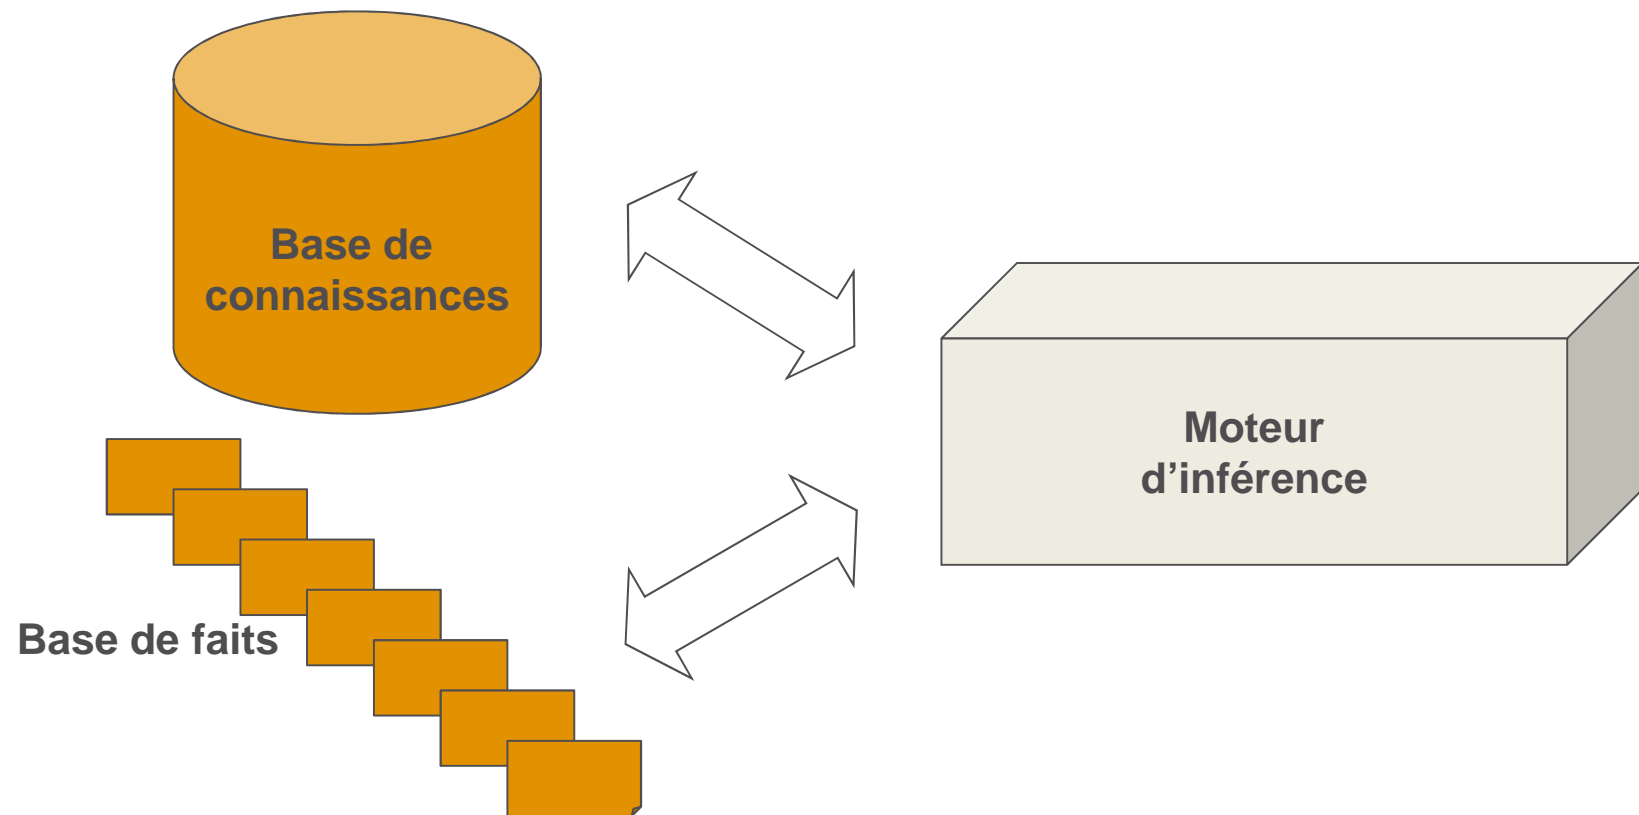 Base de
connaissances
Moteur
d’inférence
Base de faits